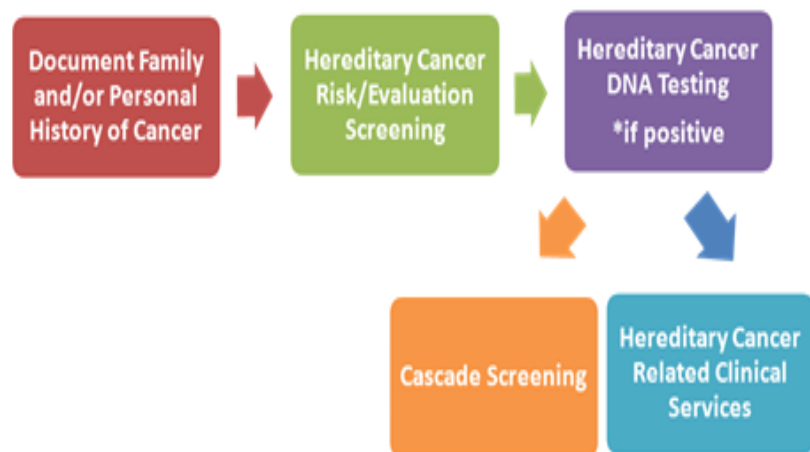 Document Family
and/or Personal
History of Cancer
Hereditary Cancer
Risk/Evaluation
Screening
Hereditary Cancer
DNA Testing
*if positive
Cascade Screening
Hereditary Cancer
Related Clinical
Services